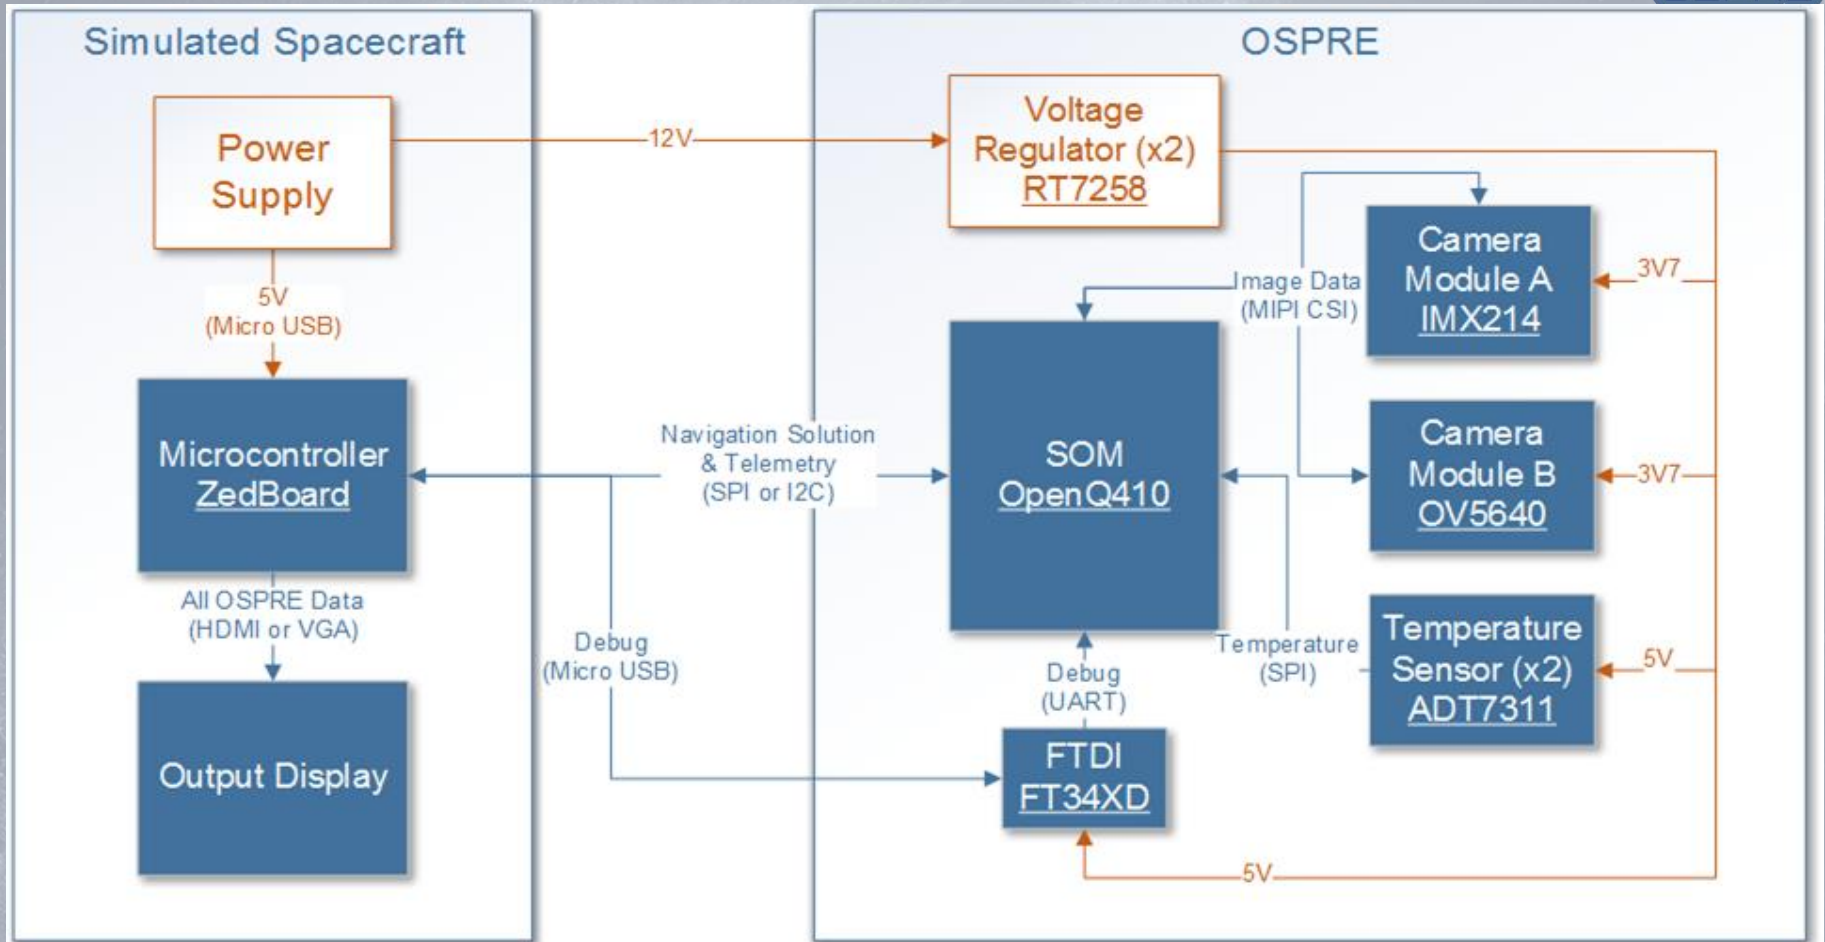 Simulated Spacecraft
Power
Supply
12V
5V
(Micro USB)
Microcontroller
ZedBoard
All OSPRE Data
(HDMI or VGA)
Output Display
Navigation Solution
& Telemetry
(SPI or I2C)
Debug
(Micro USB)
OSPRE
Voltage
Regulator (x2)
RT7258
Image Data
(MIPI CSI)
Camera
Module A
IMX214
3V7
SOM
OpenQ410
Camera
Module B
OV5640
3V7
Temperature
(SPI)
Temperature
Sensor (x2)
ADT7311
5V
Debug
(UART)
FTDI
FT34XD
5V